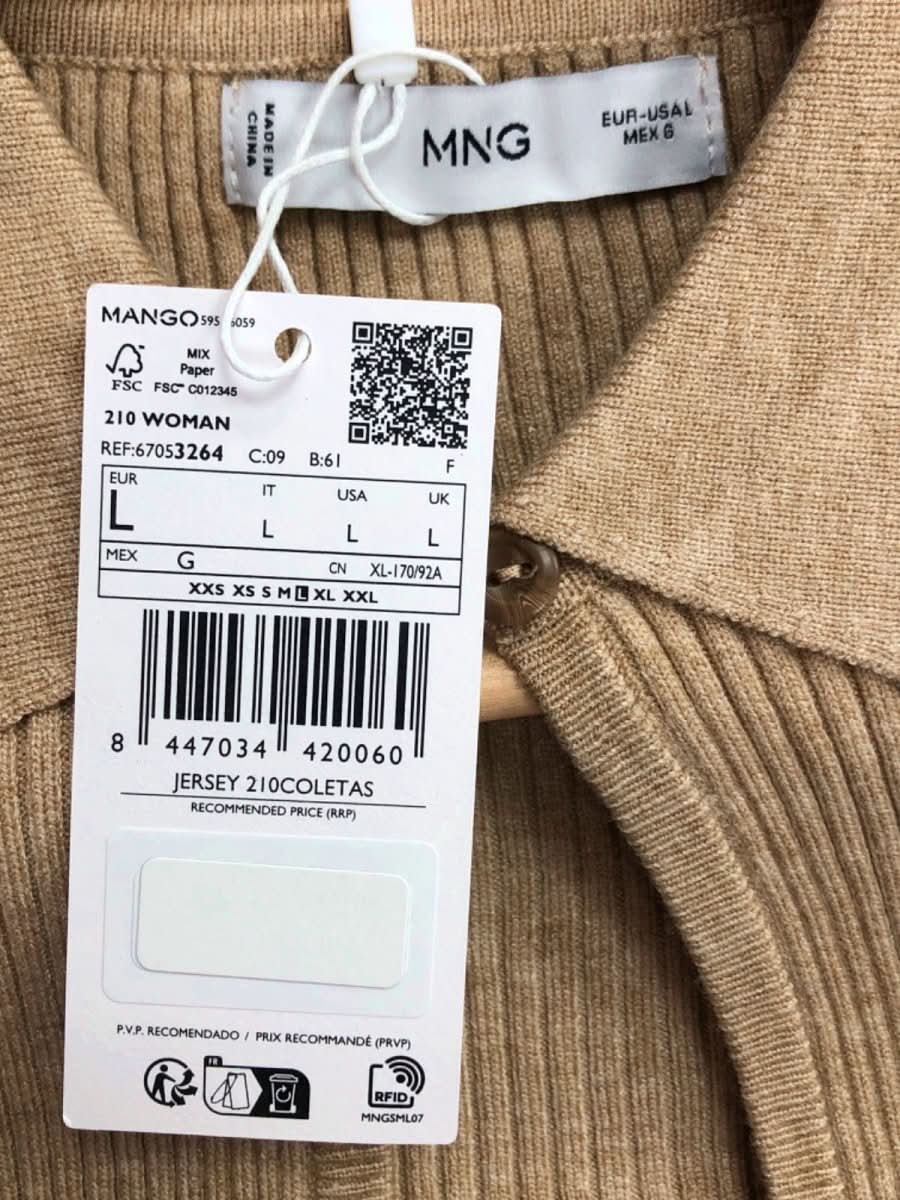 MADE IN
CHINA
MNG
EUR-USA L
MEX G
MANGO
6059
MIX
Paper
FSC FSC™ C012345
210 WOMAN
REF:67053264 C:09 B:61 F
EUR IT USA UK
L L L L
MEX G CN XL-170/92A
XXS XS S M L XL XXL
8 447034 420060
JERSEY 210COLETAS
RECOMMENDED PRICE (RRP)
P.V.P. RECOMENDADO / PRIX RECOMMANDÉ (PRVP)
FR
RFID
MNGSML07